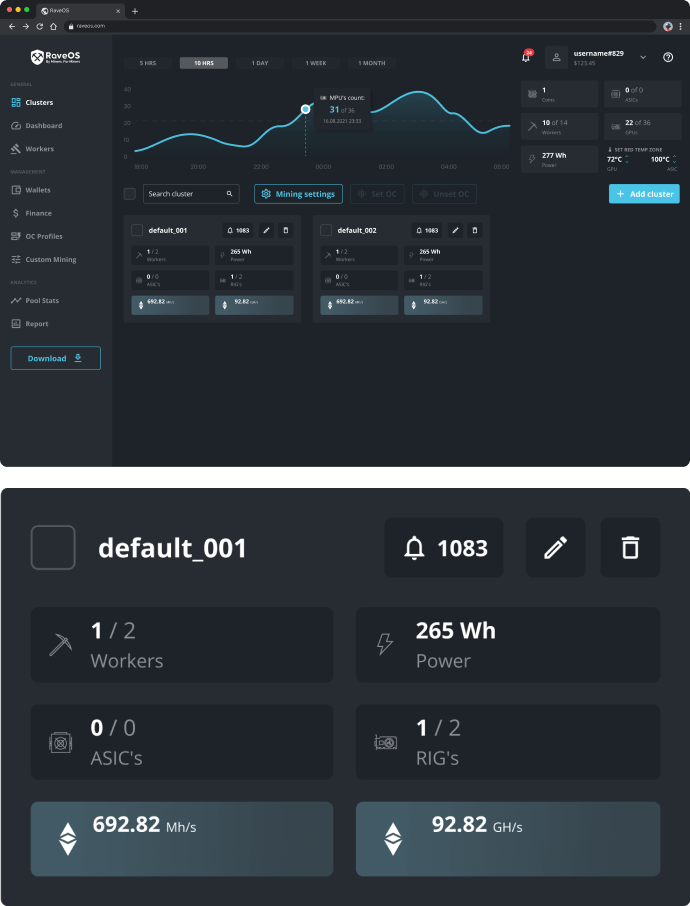 RaveOS
raveos.com
RaveOS
By Miners, For Miners
5 HRS
10 HRS
1 DAY
1 WEEK
1 MONTH
24
username#829
$123.45
GENERAL
Clusters
Dashboard
Workers
MANAGEMENT
Wallets
Finance
OC Profiles
Custom Mining
ANALYTICS
Pool Stats
Report
Download
40
30
20
10
0
MPU's count:
31 of 36
16.08.2021 23:23
18:00
20:00
22:00
00:00
02:00
04:00
06:00
1
Coins
0 of 0
ASICs
10 of 14
Workers
22 of 36
GPUs
277 Wh
Power
SET RED TEMP ZONE
72°C
GPU
100°C
ASIC
Search cluster
Mining settings
Set OC
Unset OC
+ Add cluster
default_001
1083
1 / 2
Workers
265 Wh
Power
0 / 0
ASIC's
1 / 2
RIG's
692.82 Mh/s
92.82 GH/s
default_002
1083
1 / 2
Workers
265 Wh
Power
0 / 0
ASIC's
1 / 2
RIG's
692.82 Mh/s
92.82 GH/s
default_001
1083
1 / 2
Workers
265 Wh
Power
0 / 0
ASIC's
1 / 2
RIG's
692.82 Mh/s
92.82 GH/s